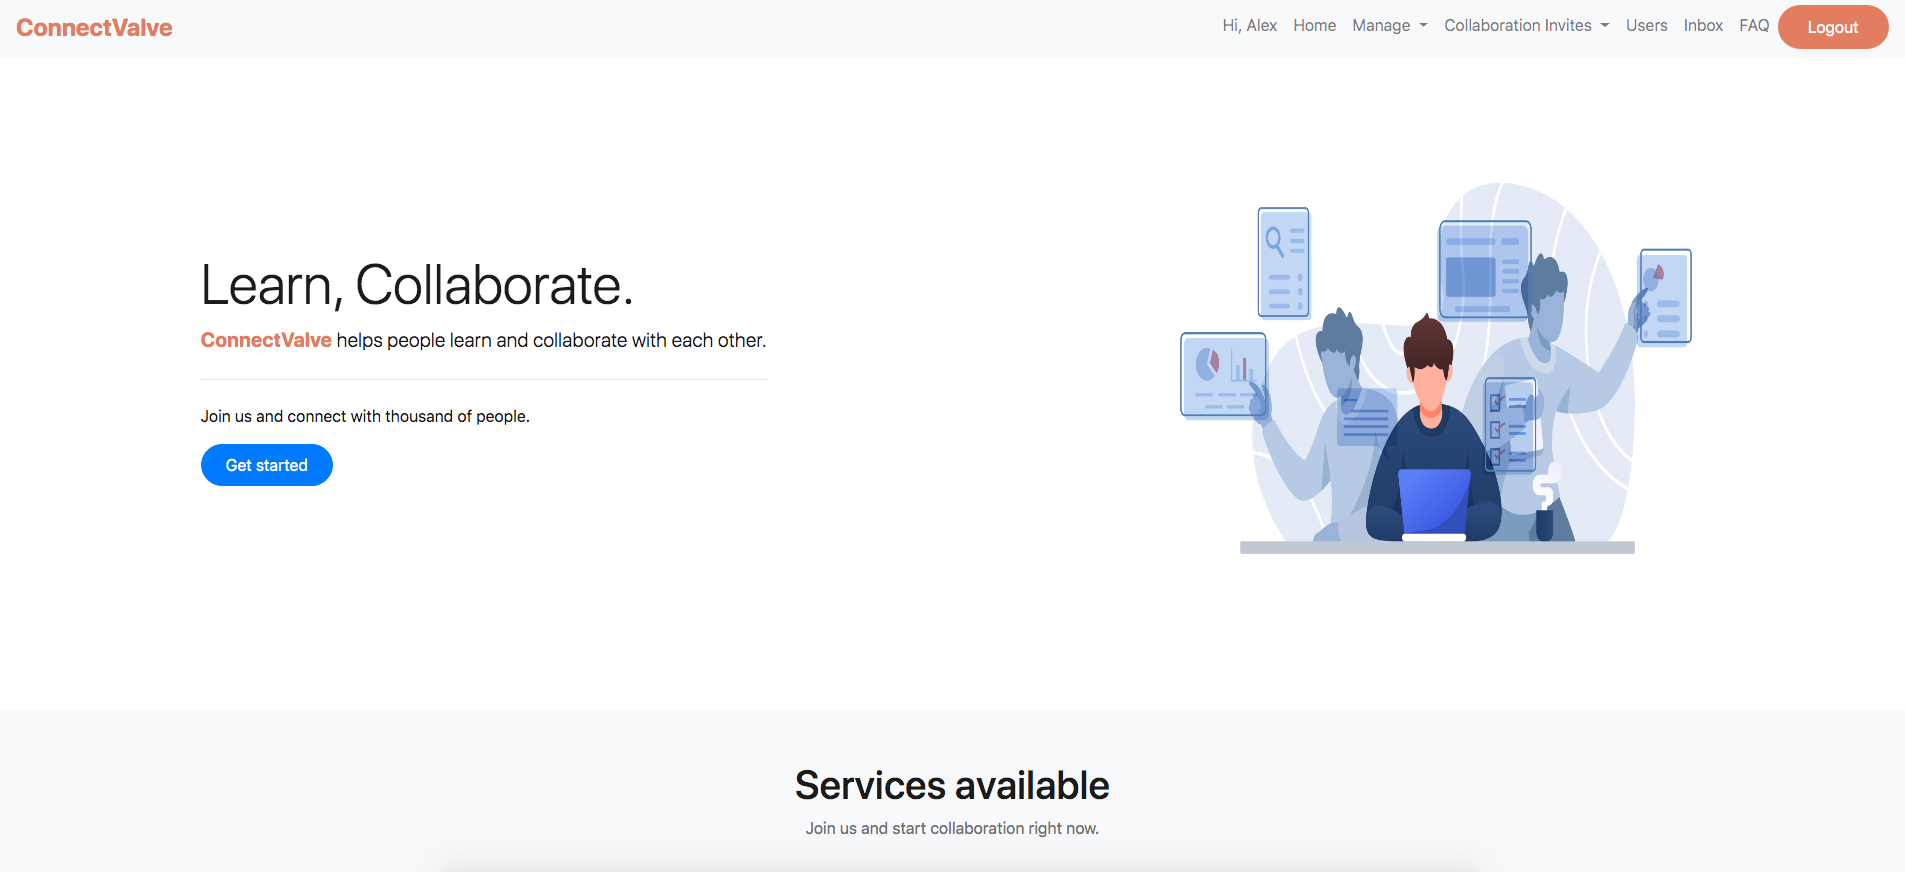 ConnectValve
Hi, Alex Home Manage Collaboration Invites Users Inbox FAQ Logout
Learn, Collaborate.
ConnectValve helps people learn and collaborate with each other.
Join us and connect with thousand of people.
Get started
Services available
Join us and start collaboration right now.